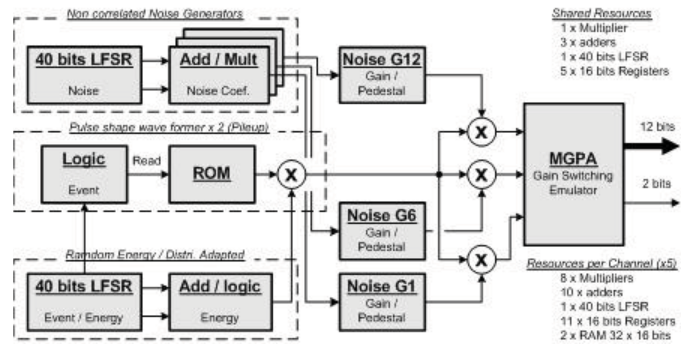 Non correlated Noise Generators
40 bits LFSR
Noise
Add / Mult
Noise Coef.
Noise G12
Gain /
Pedestal
Shared Resources
1 x Multiplier
3 x adders
1 x 40 bits LFSR
5 x 16 bits Registers
Pulse shape wave former x 2 (Pileup)
Logic
Event
Read
ROM
X
X
X
X
MGPA
Gain Switching
Emulator
12 bits
2 bits
Noise G6
Gain /
Pedestal
Ramdom Energy / Distri. Adapted
40 bits LFSR
Event / Energy
Add / logic
Energy
Noise G1
Gain /
Pedestal
Resources per Channel (x5)
8 x Multipliers
10 x adders
1 x 40 bits LFSR
11 x 16 bits Registers
2 x RAM 32 x 16 bits